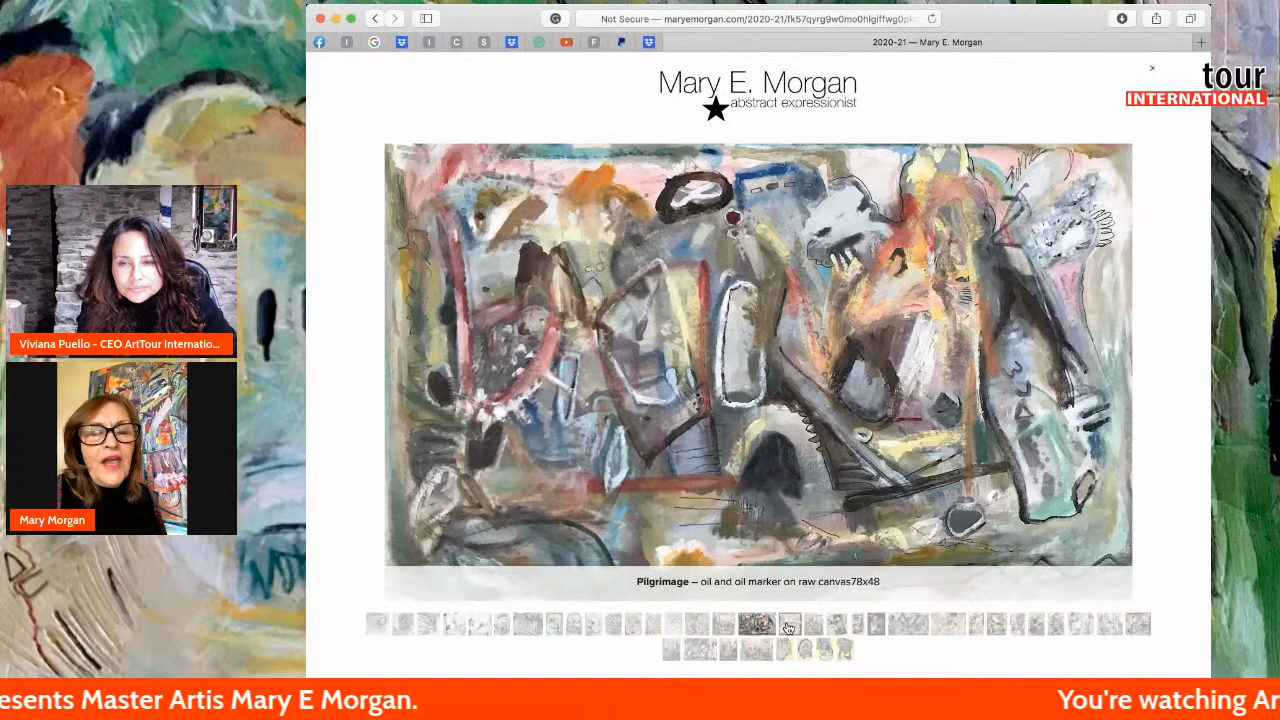 Not Secure — maryemorgan.com/2020-21/fk57qyrg9w0mo0hlgiffwg0pk
2020-21 — Mary E. Morgan
tour
INTERNATIONAL
Mary E. Morgan
abstract expressionist
Viviana Puello - CEO ArtTour Internatio...
Mary Morgan
Pilgrimage – oil and oil marker on raw canvas78x48
esents Master Artis Mary E Morgan.
You're watching Ar